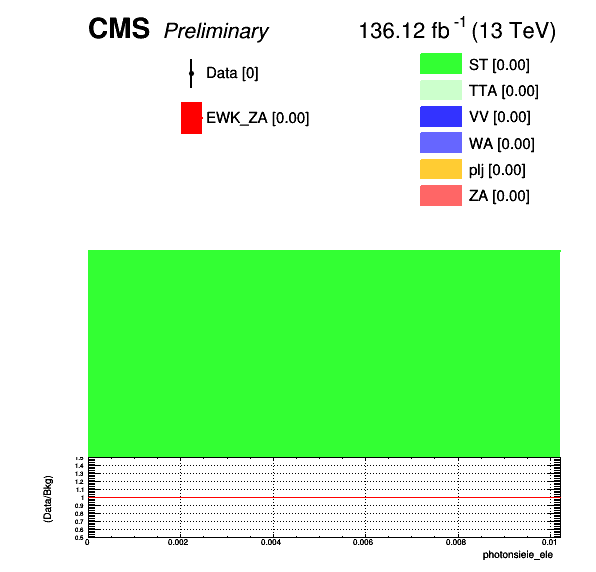 CMS Preliminary 136.12 fb⁻¹ (13 TeV)
Data [0]
EWK_ZA [0.00]
ST [0.00]
TTA [0.00]
VV [0.00]
WA [0.00]
plj [0.00]
ZA [0.00]
(Data/Bkg)
1.5
1.4
1.3
1.2
1.1
1
0.9
0.8
0.7
0.6
0.5
0 0.002 0.004 0.006 0.008 0.01
photonsieie_ele